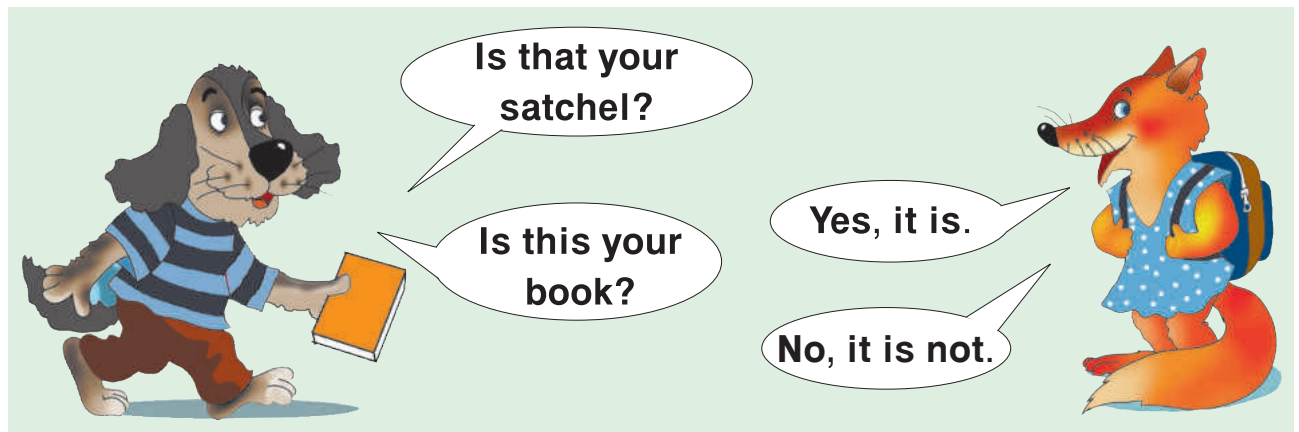 Is that your
satchel?
Is this your
book?
Yes, it is.
No, it is not.